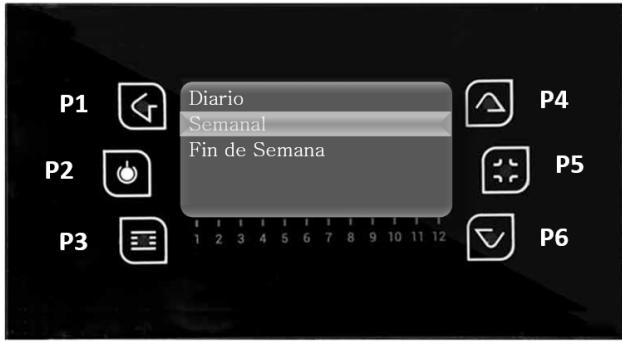 P1
P2
P3
Diario
Semanal
Fin de Semana
1 2 3 4 5 6 7 8 9 10 11 12
P4
P5
P6